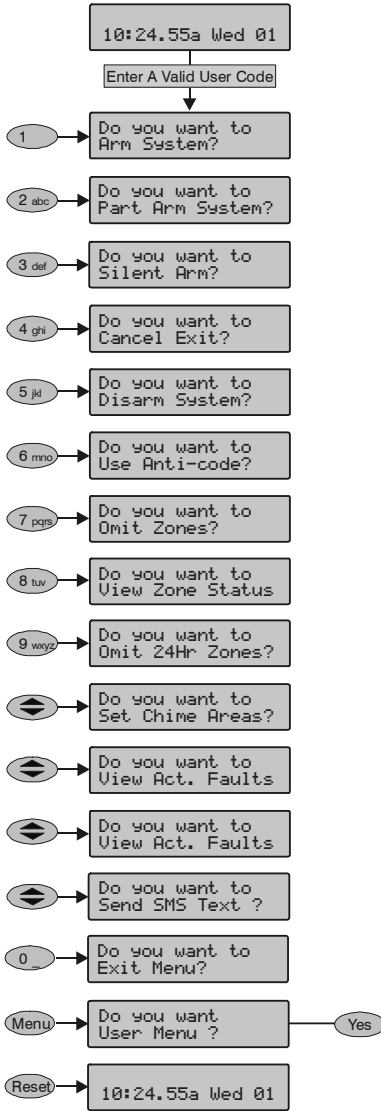 10:24.55a Wed 01
Enter A Valid User Code
1
Do you want to
Arm System?
2 abc
Do you want to
Part Arm System?
3 def
Do you want to
Silent Arm?
4 ghi
Do you want to
Cancel Exit?
5 jkl
Do you want to
Disarm System?
6 mno
Do you want to
Use Anti-code?
7 pqrs
Do you want to
Omit Zones?
8 tuv
Do you want to
View Zone Status
9 wxyz
Do you want to
Omit 24Hr Zones?
Do you want to
Set Chime Areas?
Do you want to
View Act. Faults
Do you want to
View Act. Faults
Do you want to
Send SMS Text ?
0 _
Do you want to
Exit Menu?
Menu
Do you want
User Menu ?
Yes
Reset
10:24.55a Wed 01